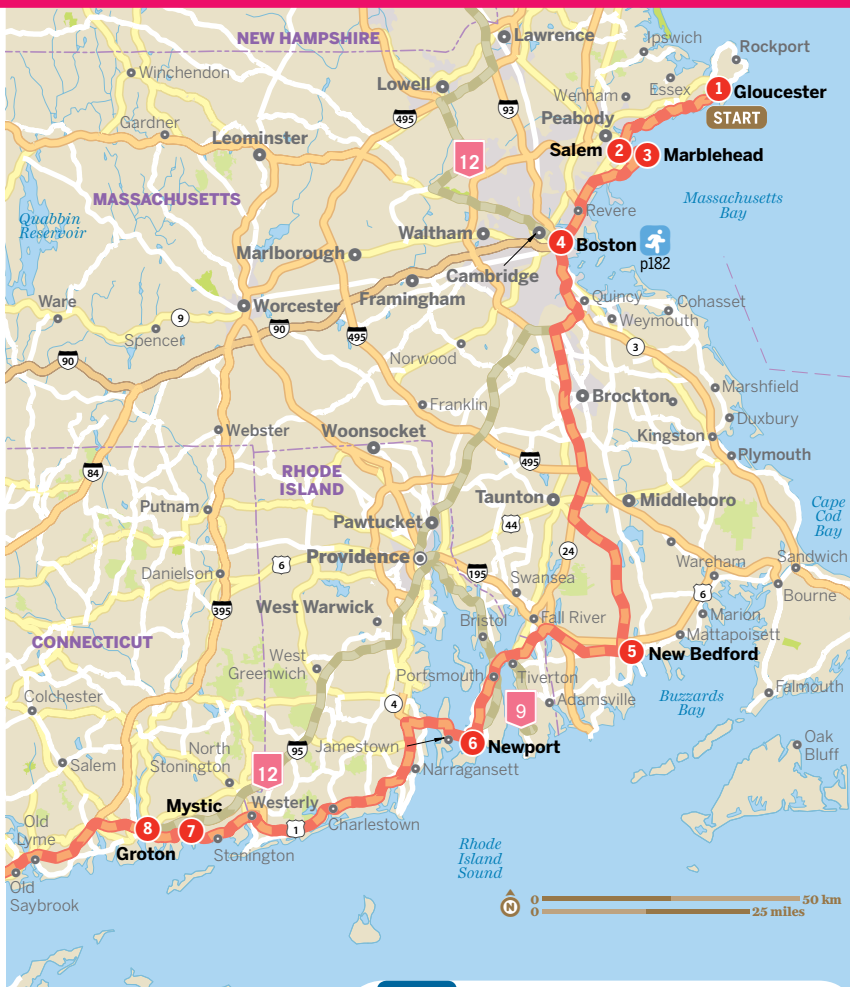 NEW HAMPSHIRE
Lawrence
Ipswich
Rockport
Winchendon
Lowell
Essex
1
Gloucester
Wenham
495
93
START
Gardner
Peabody
Leominster
12
Salem
2
3
Marblehead
MASSACHUSETTS
Massachusetts
Bay
Quabbin
Reservoir
Revere
Waltham
4
Boston
Marlborough
p182
Cambridge
Ware
Framingham
Worcester
Quincy
Cohasset
9
90
Weymouth
Spencer
495
3
90
Norwood
Marshfield
Brockton
Franklin
Duxbury
Webster
Woonsocket
Kingston
Plymouth
84
RHODE
ISLAND
495
Putnam
Taunton
Middleboro
Cape
Cod
Bay
Pawtucket
44
Providence
24
6
Wareham
Sandwich
Danielson
195
Swansea
6
Bourne
395
West Warwick
Bristol
Fall River
Marion
Mattapoisett
CONNECTICUT
5
New Bedford
West
Greenwich
Portsmouth
Tiverton
Falmouth
Colchester
4
9
Adamsville
Buzzards
Bay
North
Stonington
95
Jamestown
6
Newport
Oak
Bluff
Salem
12
Narragansett
Mystic
Westerly
Old
Lyme
8
7
1
Charlestown
Groton
Stonington
Rhode
Island
Sound
Old
Saybrook
N
0
50 km
0
25 miles